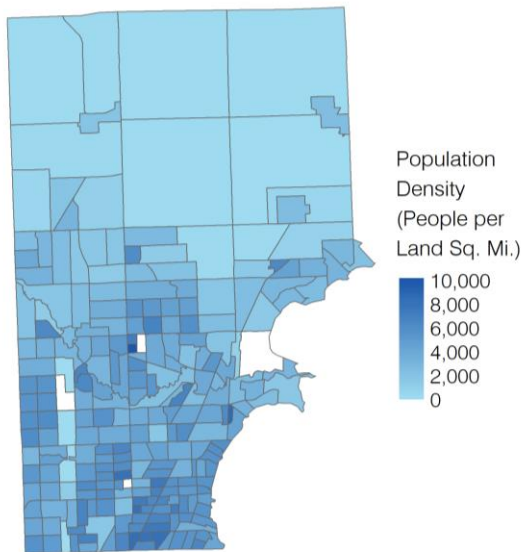 Population
Density
(People per
Land Sq. Mi.)
10,000
8,000
6,000
4,000
2,000
0